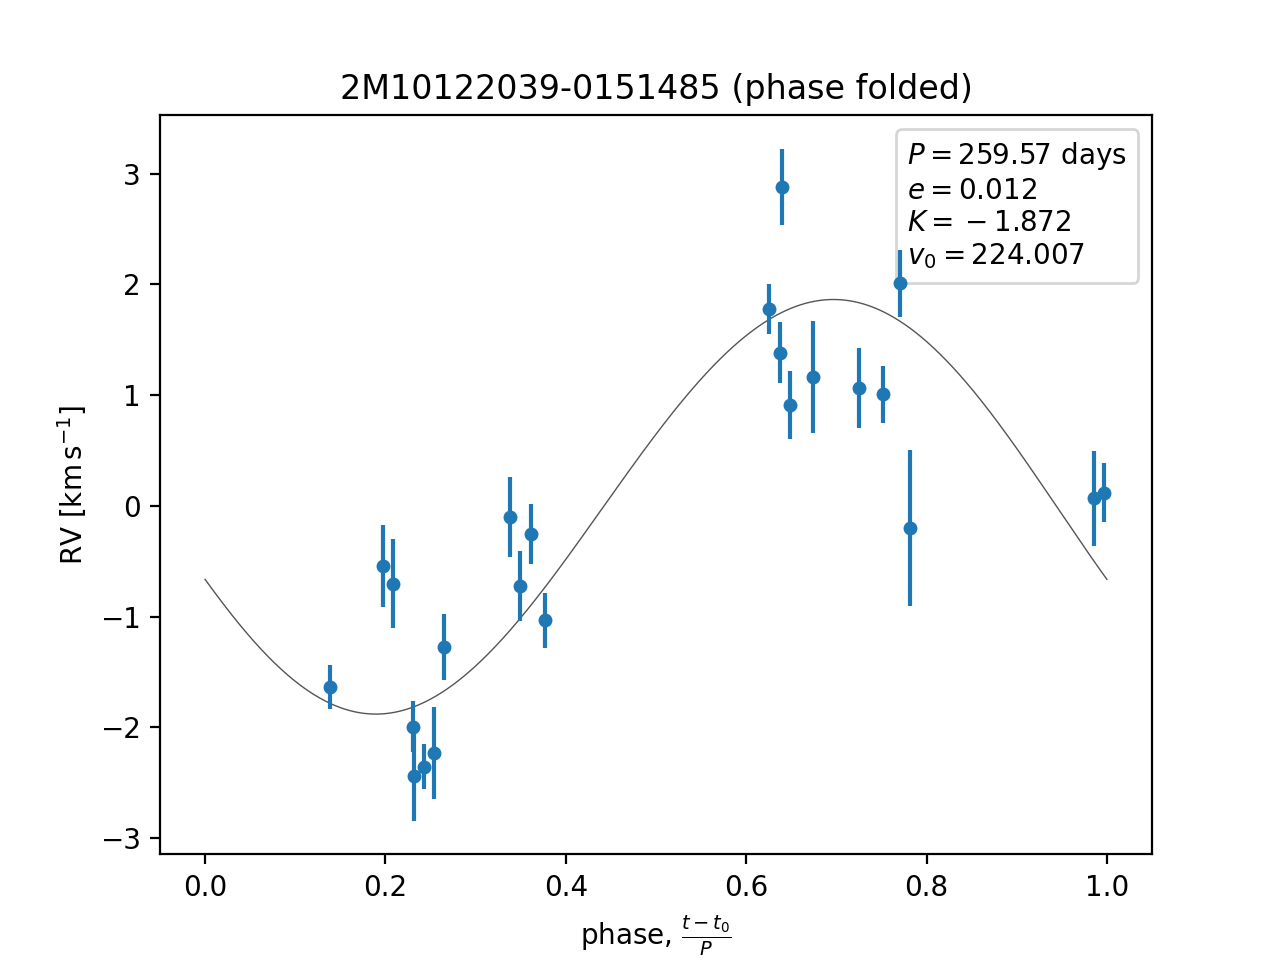 2M10122039-0151485 (phase folded)
P = 259.57 days
e = 0.012
K = −1.872
v₀ = 224.007
3
2
1
0
−1
−2
−3
RV [km s⁻¹]
0.0 0.2 0.4 0.6 0.8 1.0
phase, (t − t₀)/P